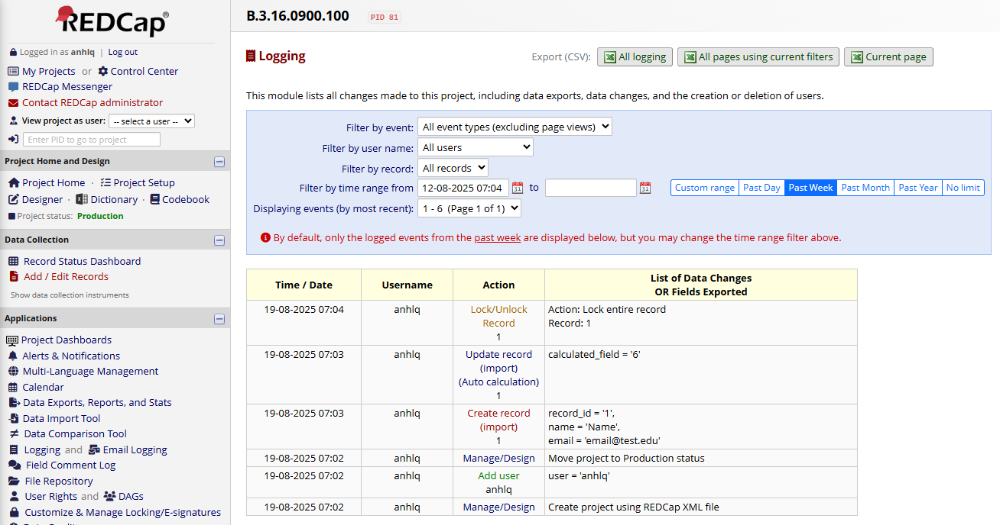 REDCap®
Logged in as anhlq | Log out
My Projects or Control Center
REDCap Messenger
Contact REDCap administrator
View project as user: -- select a user --
Enter PID to go to project
Project Home and Design
Project Home · Project Setup
Designer · Dictionary · Codebook
Project status: Production
Data Collection
Record Status Dashboard
Add / Edit Records
Show data collection instruments
Applications
Project Dashboards
Alerts & Notifications
Multi-Language Management
Calendar
Data Exports, Reports, and Stats
Data Import Tool
Data Comparison Tool
Logging and Email Logging
Field Comment Log
File Repository
User Rights and DAGs
Customize & Manage Locking/E-signatures
B.3.16.0900.100 PID 81
Logging
Export (CSV): All logging All pages using current filters Current page
This module lists all changes made to this project, including data exports, data changes, and the creation or deletion of users.
Filter by event: All event types (excluding page views)
Filter by user name: All users
Filter by record: All records
Filter by time range from 12-08-2025 07:04 to Custom range Past Day Past Week Past Month Past Year No limit
Displaying events (by most recent): 1 - 6 (Page 1 of 1)
By default, only the logged events from the past week are displayed below, but you may change the time range filter above.
Time / Date Username Action List of Data Changes
OR Fields Exported
19-08-2025 07:04 anhlq Lock/Unlock Action: Lock entire record
Record Record: 1
1
19-08-2025 07:03 anhlq Update record calculated_field = '6'
(import)
(Auto calculation)
1
19-08-2025 07:03 anhlq Create record record_id = '1',
(import) name = 'Name',
1 email = 'email@test.edu'
19-08-2025 07:02 anhlq Manage/Design Move project to Production status
19-08-2025 07:02 anhlq Add user user = 'anhlq'
anhlq
19-08-2025 07:02 anhlq Manage/Design Create project using REDCap XML file